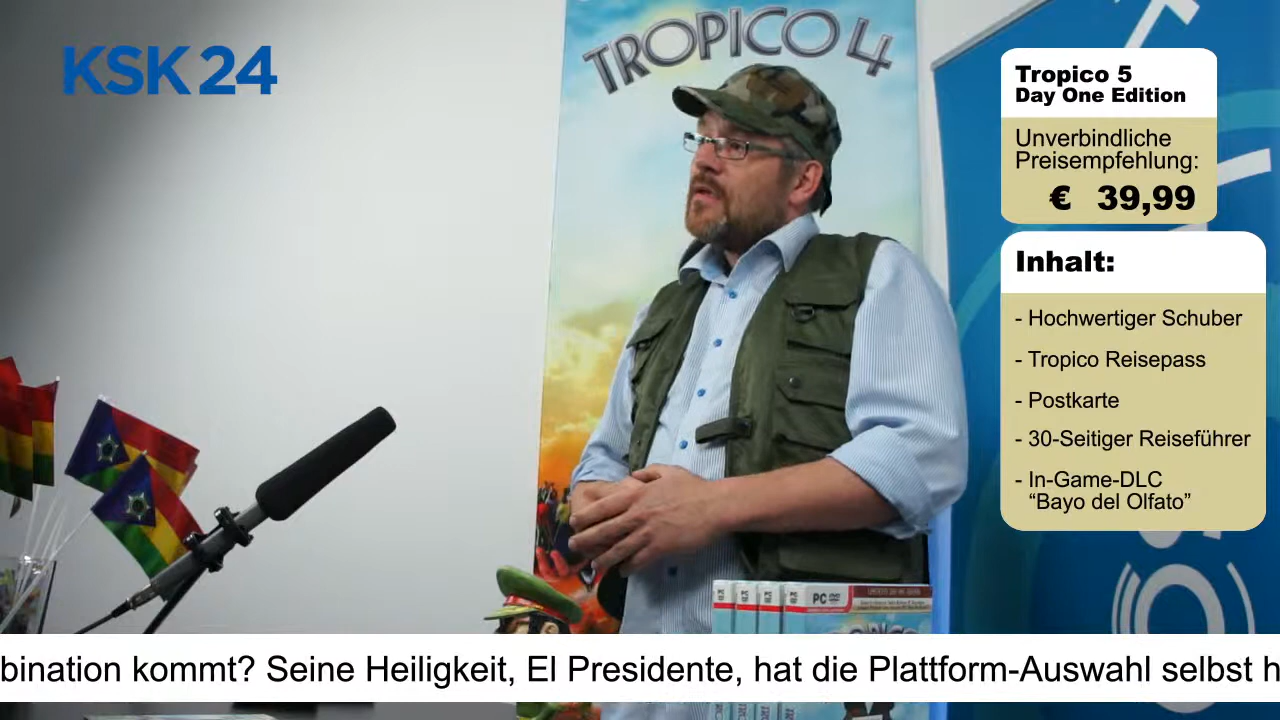 KSK24
TROPICO 4
Tropico 5
Day One Edition
Unverbindliche
Preisempfehlung:
€ 39,99
Inhalt:
- Hochwertiger Schuber
- Tropico Reisepass
- Postkarte
- 30-Seitiger Reiseführer
- In-Game-DLC
“Bayo del Olfato”
PC DVD
bination kommt? Seine Heiligkeit, El Presidente, hat die Plattform-Auswahl selbst h